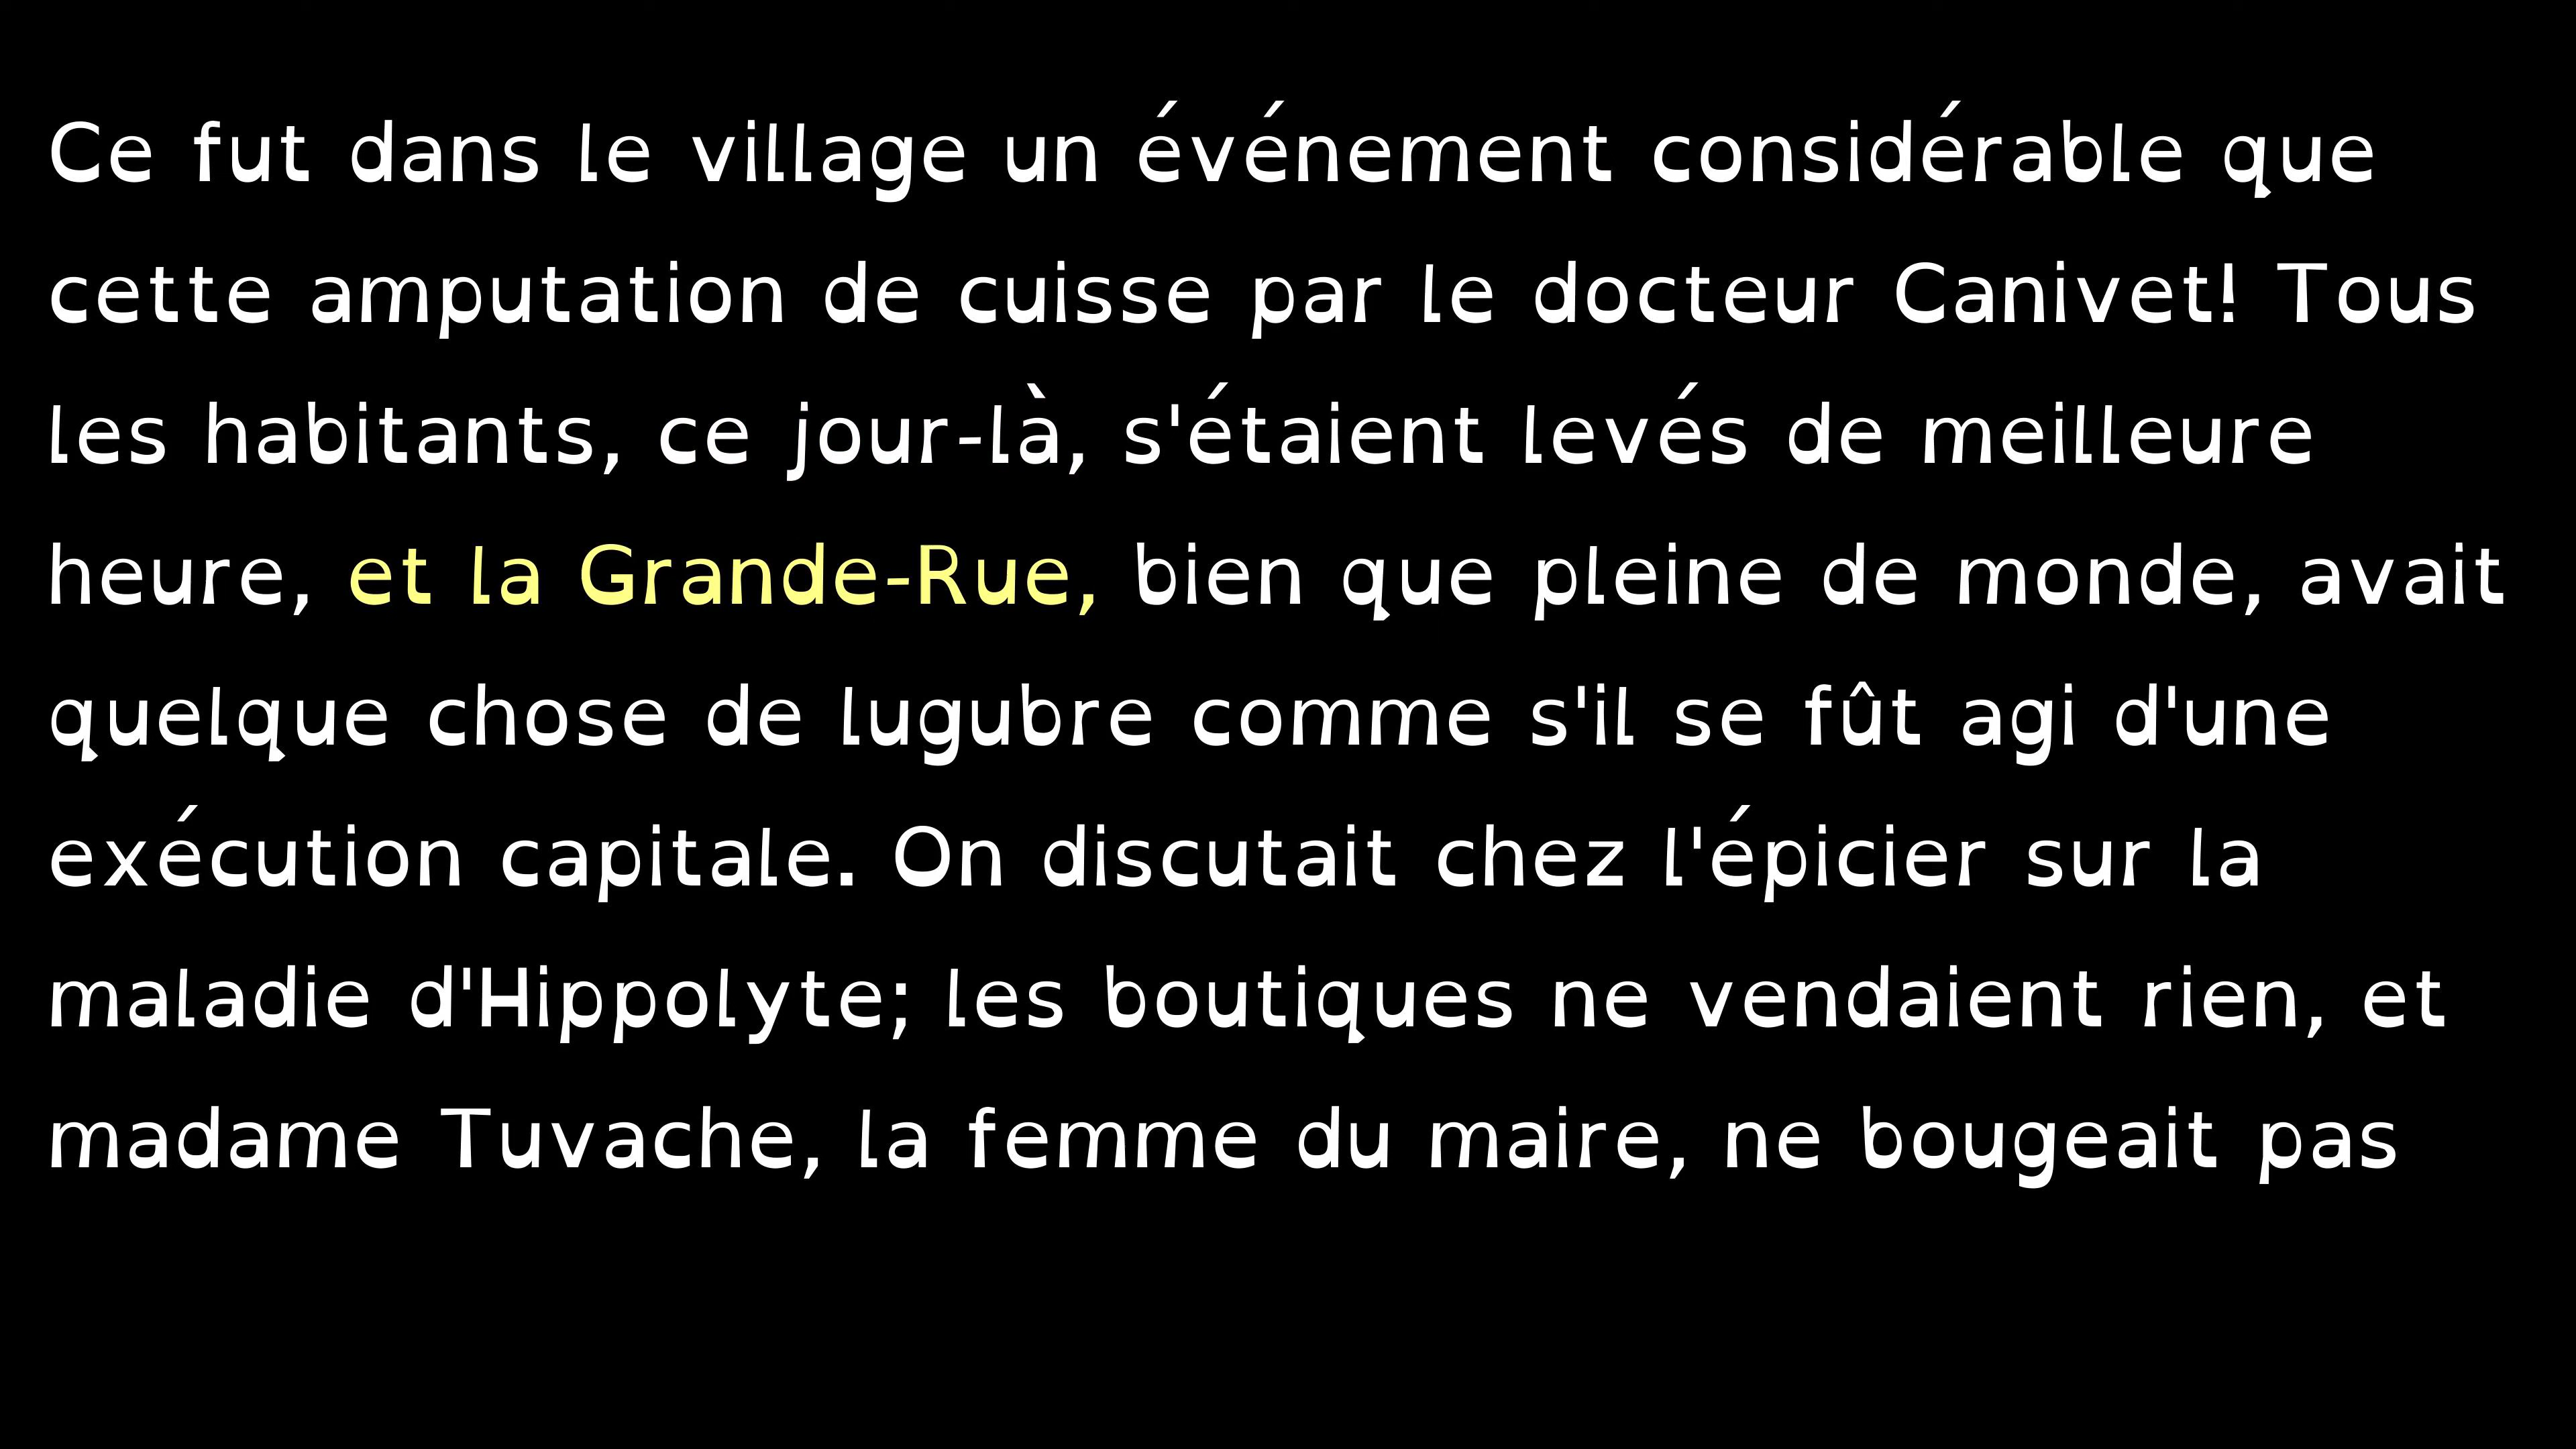 Ce fut dans le village un événement considérable que
cette amputation de cuisse par le docteur Canivet! Tous
les habitants, ce jour-là, s'étaient levés de meilleure
heure, et la Grande-Rue, bien que pleine de monde, avait
quelque chose de lugubre comme s'il se fût agi d'une
exécution capitale. On discutait chez l'épicier sur la
maladie d'Hippolyte; les boutiques ne vendaient rien, et
madame Tuvache, la femme du maire, ne bougeait pas